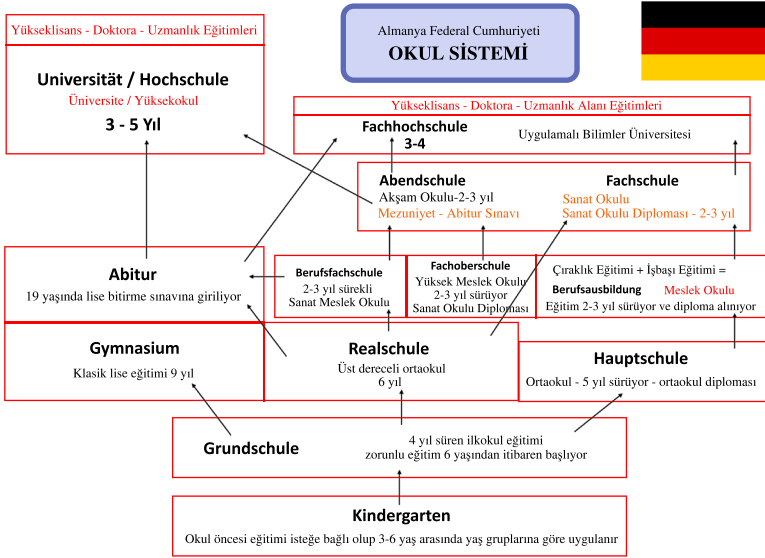 Yükseklisans - Doktora - Uzmanlık Eğitimleri
Universität / Hochschule
Üniversite / Yüksekokul
3 - 5 Yıl
Almanya Federal Cumhuriyeti
OKUL SİSTEMİ
Yükseklisans - Doktora - Uzmanlık Alanı Eğitimleri
Fachhochschule
3-4
Uygulamalı Bilimler Üniversitesi
Abendschule
Akşam Okulu-2-3 yıl
Mezuniyet - Abitur Sınavı
Fachschule
Sanat Okulu
Sanat Okulu Diploması - 2-3 yıl
Abitur
19 yaşında lise bitirme sınavına giriliyor
Berufsfachschule
2-3 yıl sürekli
Sanat Meslek Okulu
Fachoberschule
Yüksek Meslek Okulu
2-3 yıl sürüyor
Sanat Okulu Diploması
Çıraklık Eğitimi + İşbaşı Eğitimi =
Berufsausbildung Meslek Okulu
Eğitim 2-3 yıl sürüyor ve diploma alınıyor
Gymnasium
Klasik lise eğitimi 9 yıl
Realschule
Üst dereceli ortaokul
6 yıl
Hauptschule
Ortaokul - 5 yıl sürüyor - ortaokul diploması
Grundschule
4 yıl süren ilkokul eğitimi
zorunlu eğitim 6 yaşından itibaren başlıyor
Kindergarten
Okul öncesi eğitimi isteğe bağlı olup 3-6 yaş arasında yaş gruplarına göre uygulanır